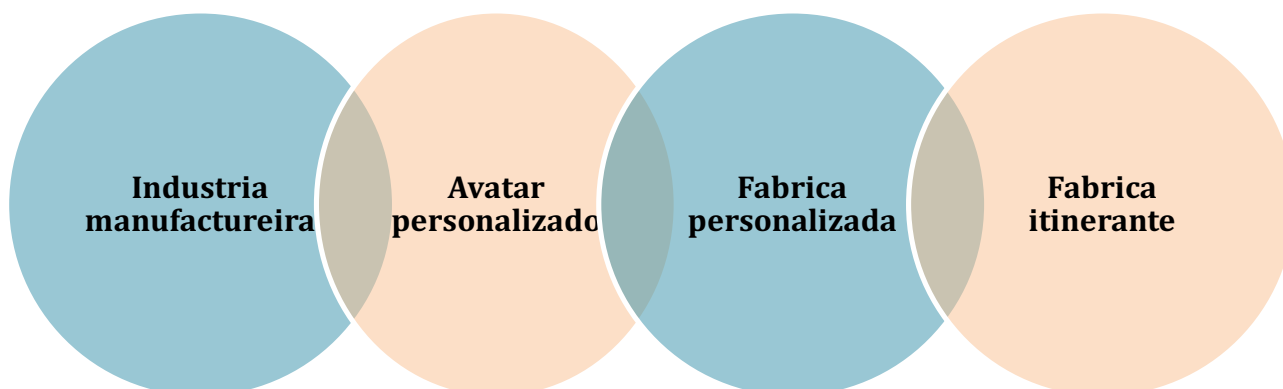 Industria
manufactureira
Avatar
personalizado
Fabrica
personalizada
Fabrica
itinerante